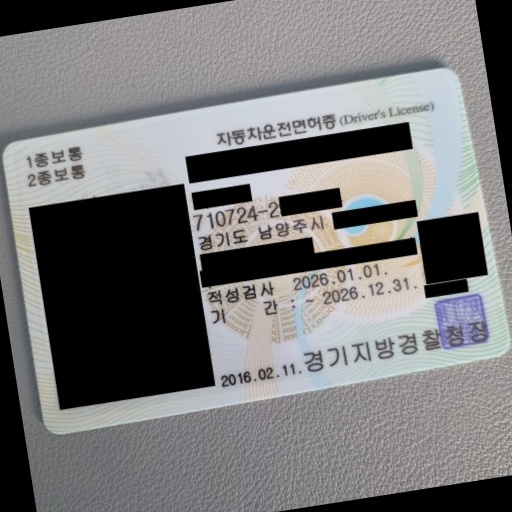 자동차운전면허증 (Driver's License)
1종보통
2종보통
710724-2
경기도 남양주시
적성검사 2026.01.01.
기 간 : ~ 2026.12.31.
2016.02.11. 경기지방경찰청장